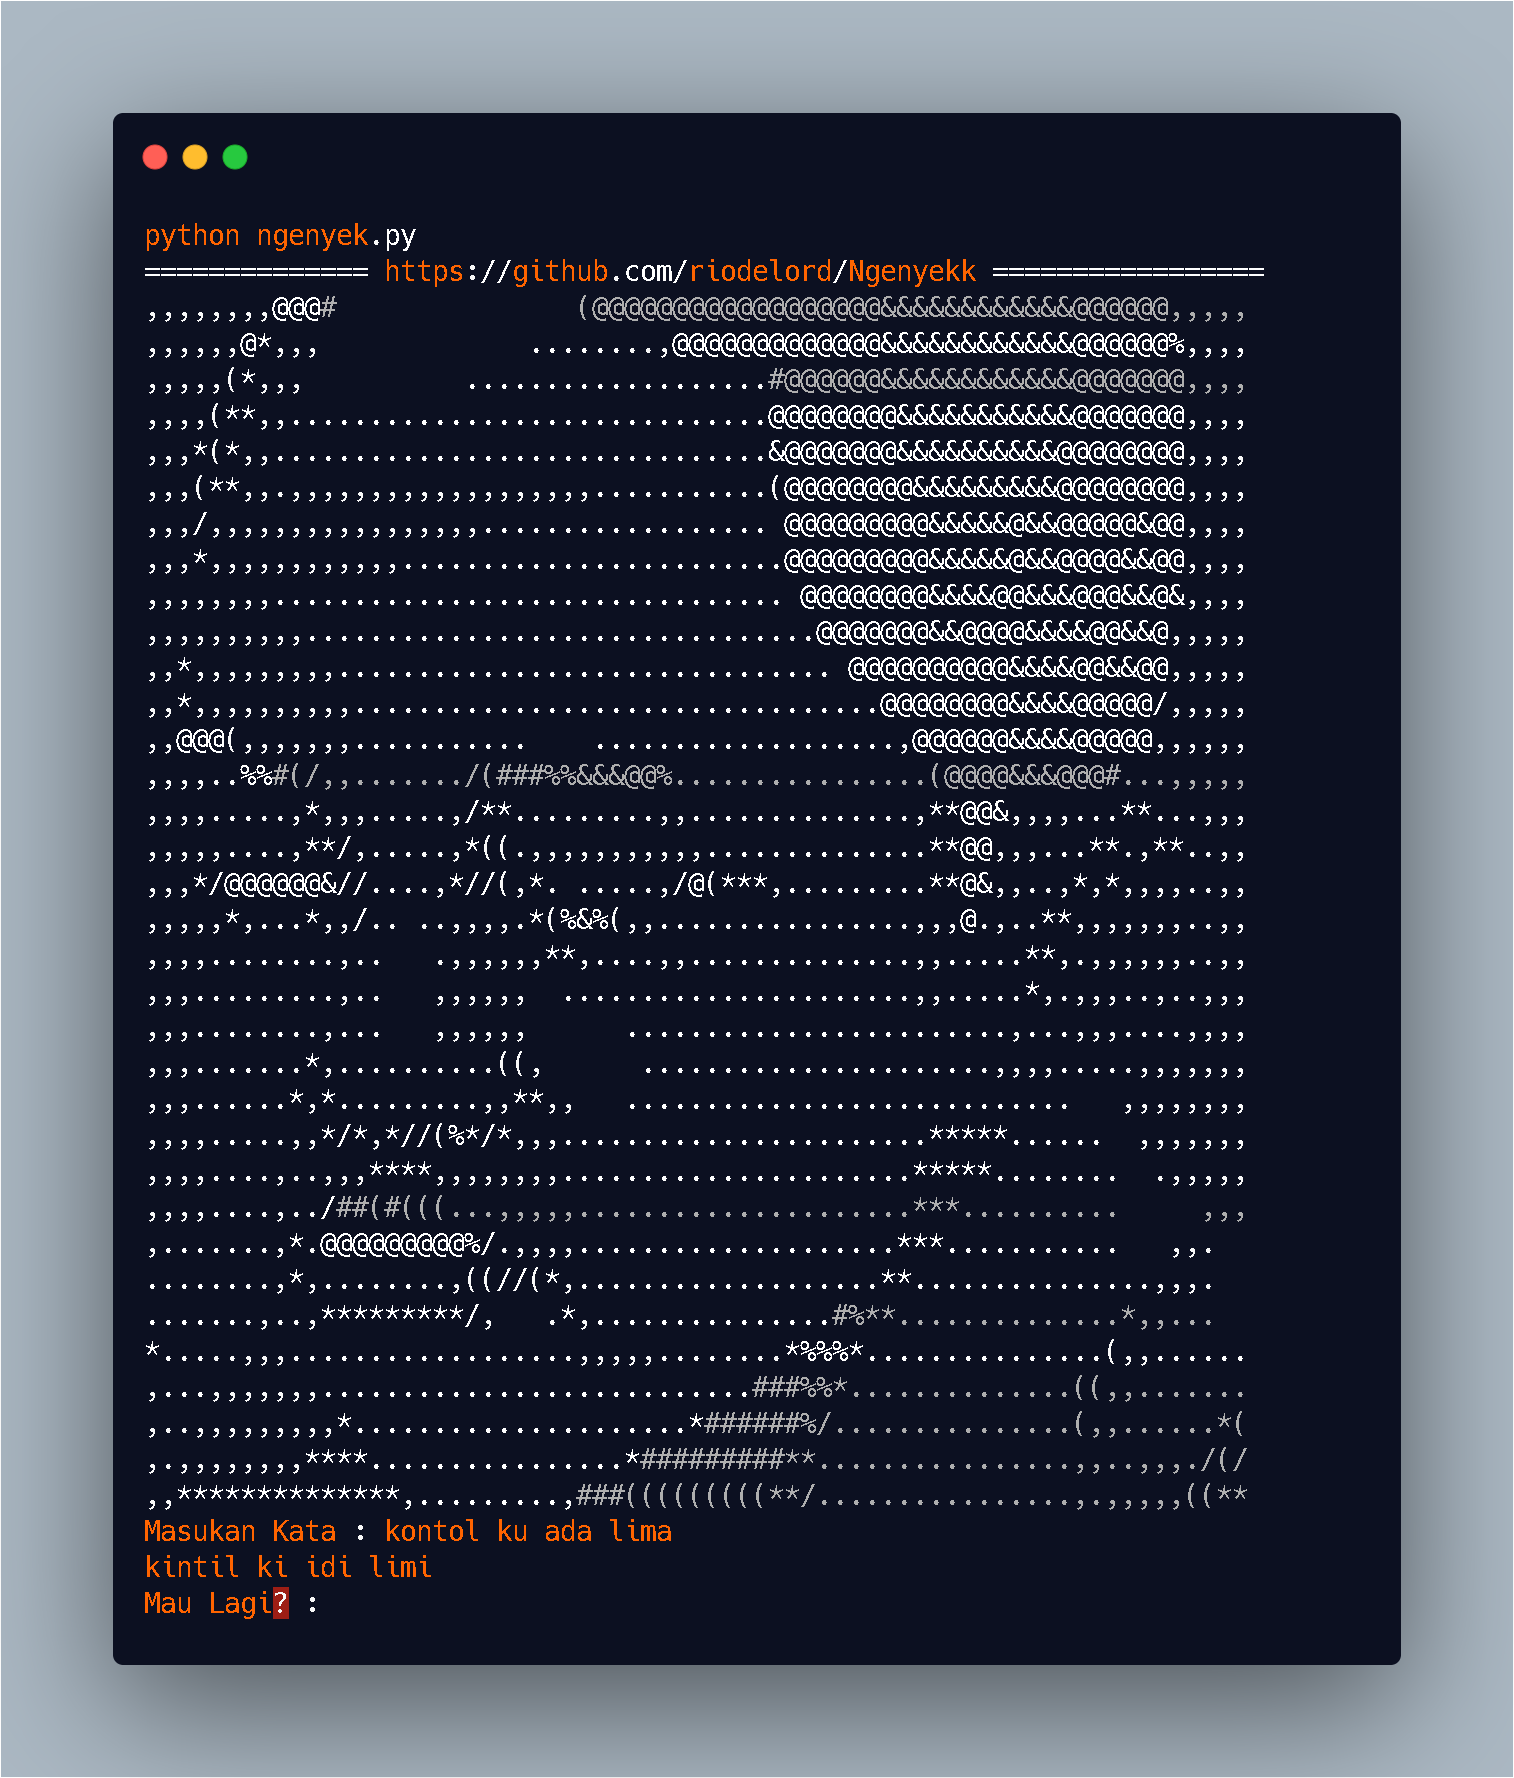 python ngenyek.py
============== https://github.com/riodelord/Ngenyekk =================
Masukan Kata : kontol ku ada lima
kintil ki idi limi
Mau Lagi? :